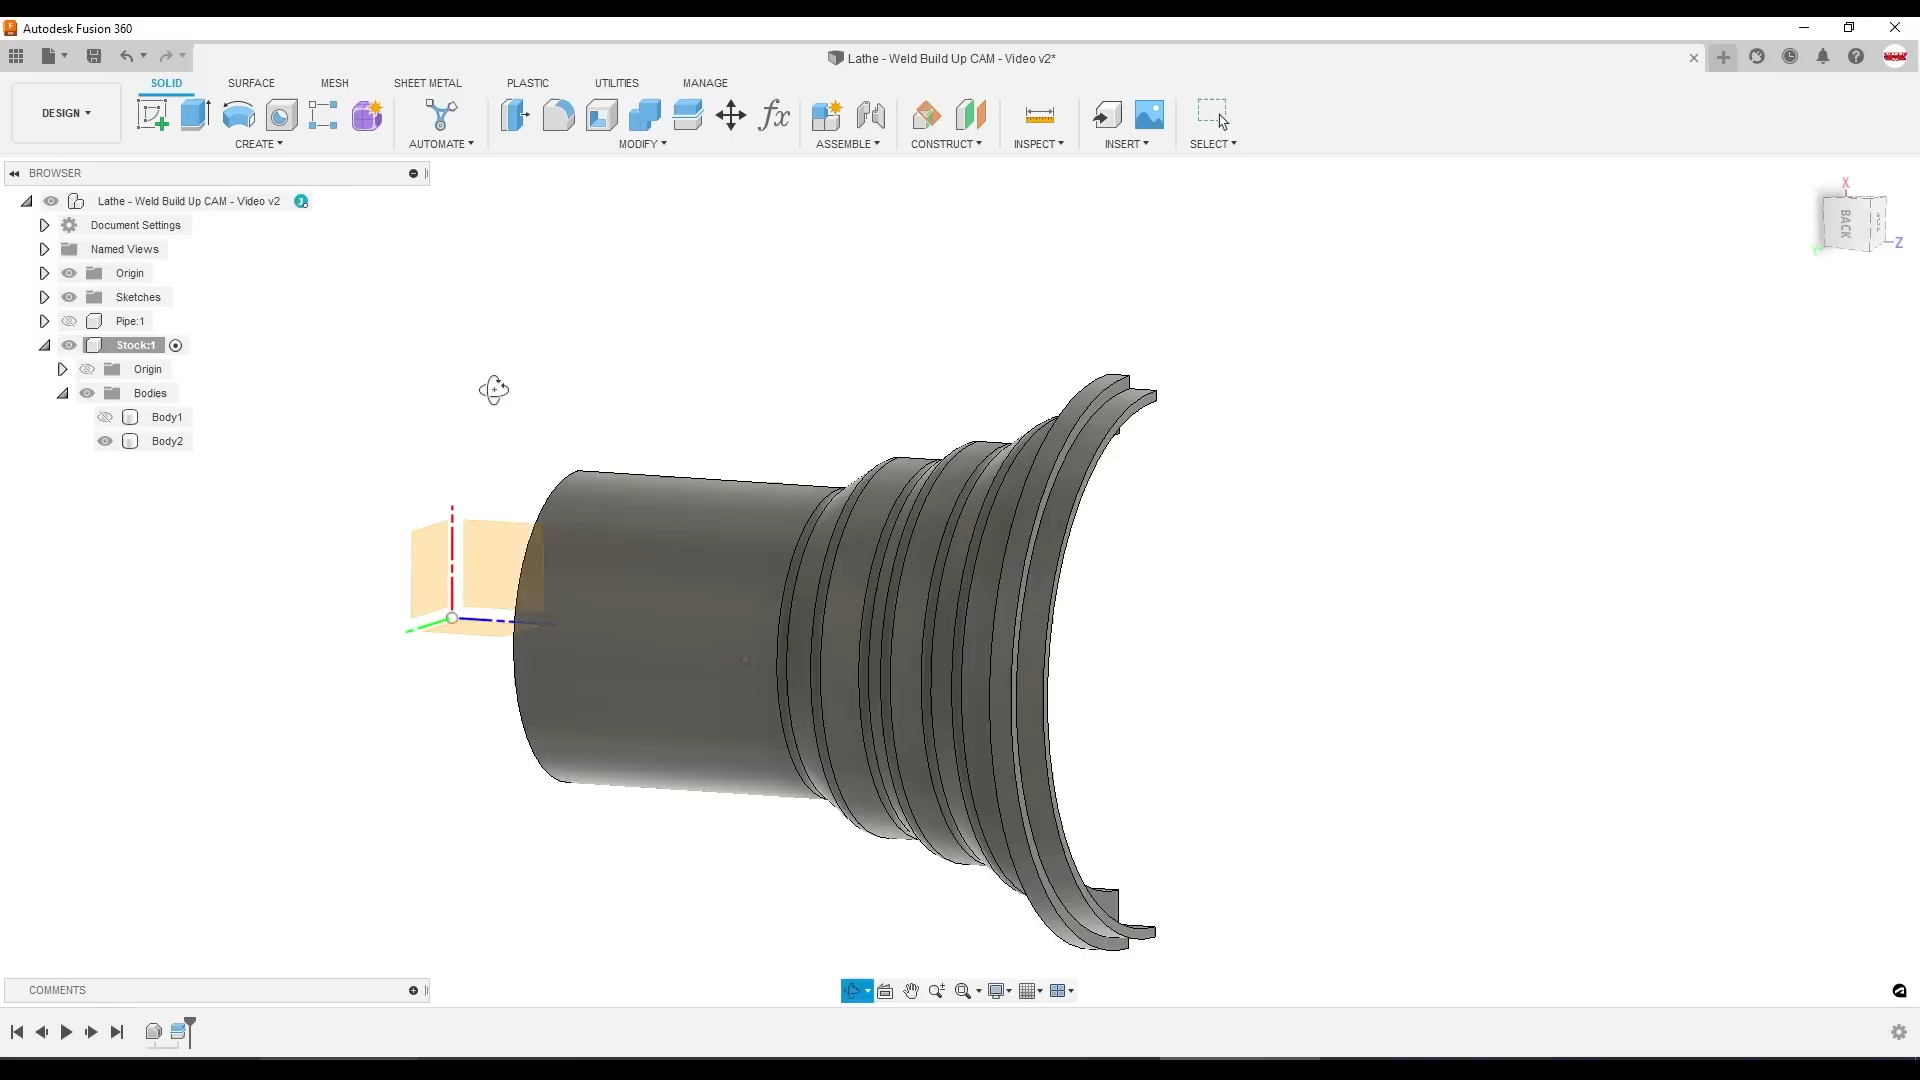 Autodesk Fusion 360
Lathe - Weld Build Up CAM - Video v2*
SOLID SURFACE MESH SHEET METAL PLASTIC UTILITIES MANAGE
DESIGN
CREATE AUTOMATE MODIFY ASSEMBLE CONSTRUCT INSPECT INSERT SELECT
BROWSER
Lathe - Weld Build Up CAM - Video v2
Document Settings
Named Views
Origin
Sketches
Pipe:1
Stock:1
Origin
Bodies
Body1
Body2
X
BACK
Z
COMMENTS